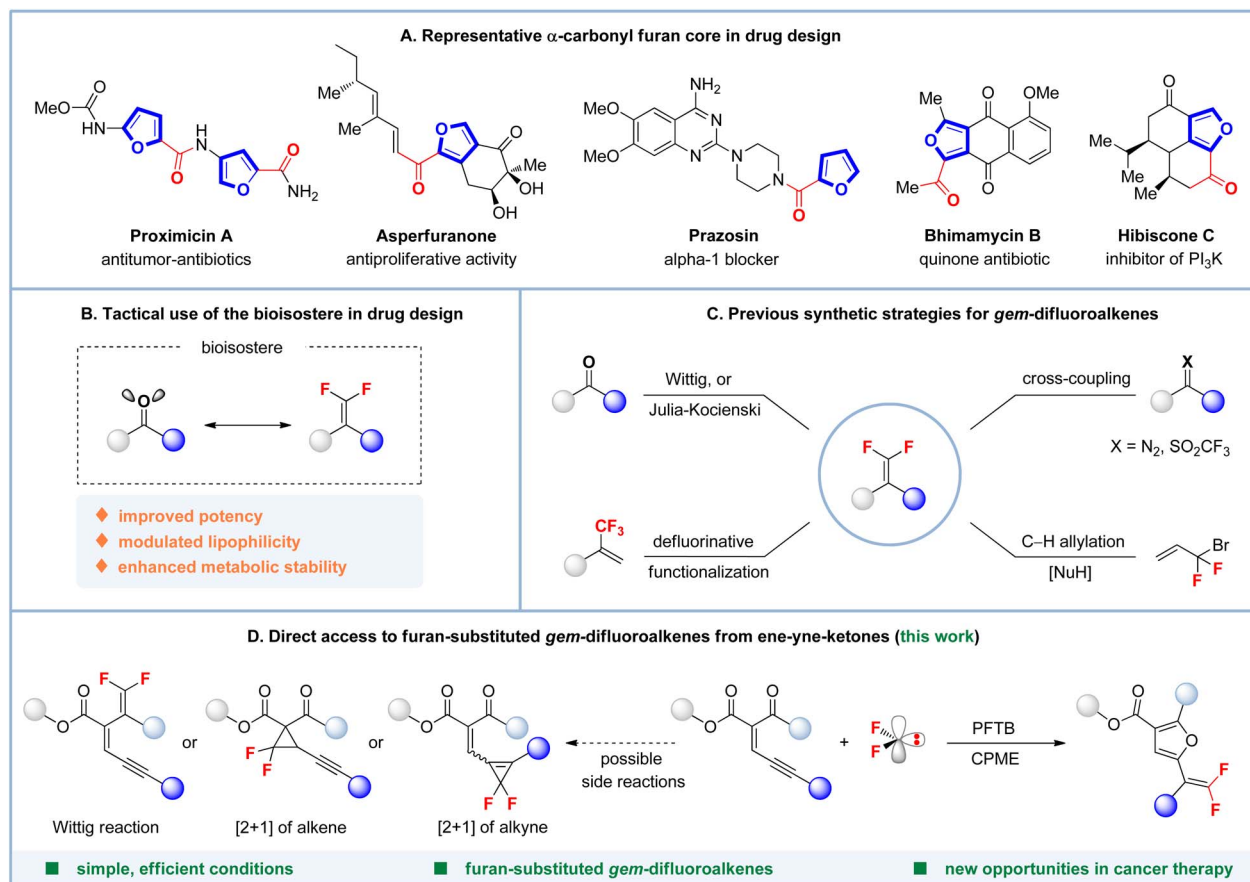 A. Representative α-carbonyl furan core in drug design
MeO
O
HN
O
O
H
N
O
O
NH₂
Proximicin A
antitumor-antibiotics
Me
Me
O
O
O
Me
OH
OH
Asperfuranone
antiproliferative activity
NH₂
MeO
MeO
N
N
N
N
O
O
Prazosin
alpha-1 blocker
Me
O
OMe
O
Me
O
O
Bhimamycin B
quinone antibiotic
O
O
Me
Me
Me
O
Hibiscone C
inhibitor of PI₃K
B. Tactical use of the bioisostere in drug design
bioisostere
O
F F
♦ improved potency
♦ modulated lipophilicity
♦ enhanced metabolic stability
C. Previous synthetic strategies for gem-difluoroalkenes
O
Wittig, or
Julia-Kocienski
cross-coupling
X
X = N₂, SO₂CF₃
F F
CF₃
defluorinative
functionalization
C–H allylation
[NuH]
Br
F
F
D. Direct access to furan-substituted gem-difluoroalkenes from ene-yne-ketones (this work)
O
O
F F
Wittig reaction
or
O
O
O
F
F
[2+1] of alkene
or
O
O
O
F F
[2+1] of alkyne
possible
side reactions
O
O
O
+
F
F
PFTB
CPME
O
O
O
F
F
■ simple, efficient conditions
■ furan-substituted gem-difluoroalkenes
■ new opportunities in cancer therapy